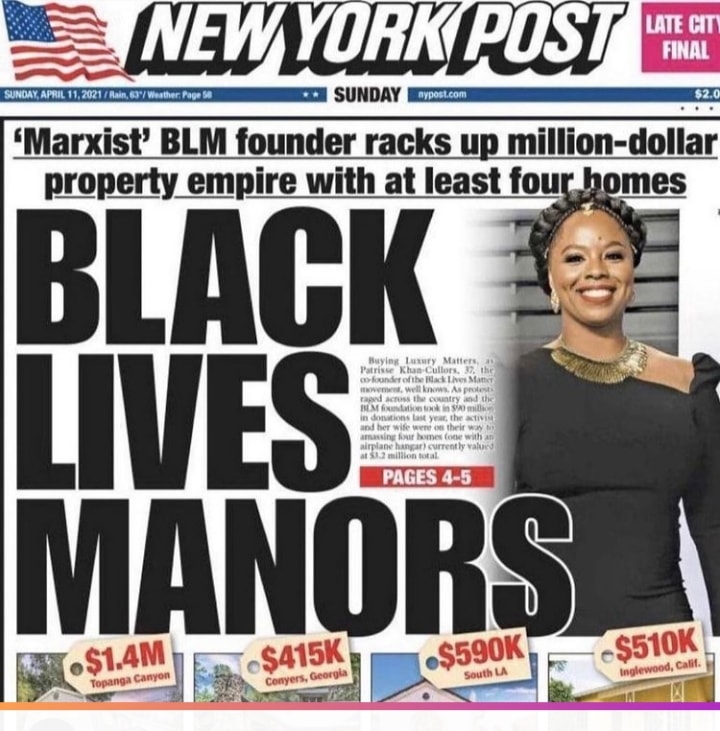 NEW YORK POST
LATE CITY
FINAL
SUNDAY, APRIL 11, 2021 / Rain, 63° / Weather: Page 58
** SUNDAY
nypost.com
$2.0
'Marxist' BLM founder racks up million-dollar
property empire with at least four homes
BLACK
LIVES
MANORS
Buying Luxury Matters, as
Patrisse Khan-Cullors, 37, the
co-founder of the Black Lives Matter
movement, well knows. As protests
raged across the country and the
BLM foundation took in $90 million
in donations last year, the activist
and her wife were on their way to
amassing four homes (one with an
airplane hangar) currently valued
at $3.2 million total.
PAGES 4-5
$1.4M
Topanga Canyon
$415K
Conyers, Georgia
$590K
South LA
$510K
Inglewood, Calif.